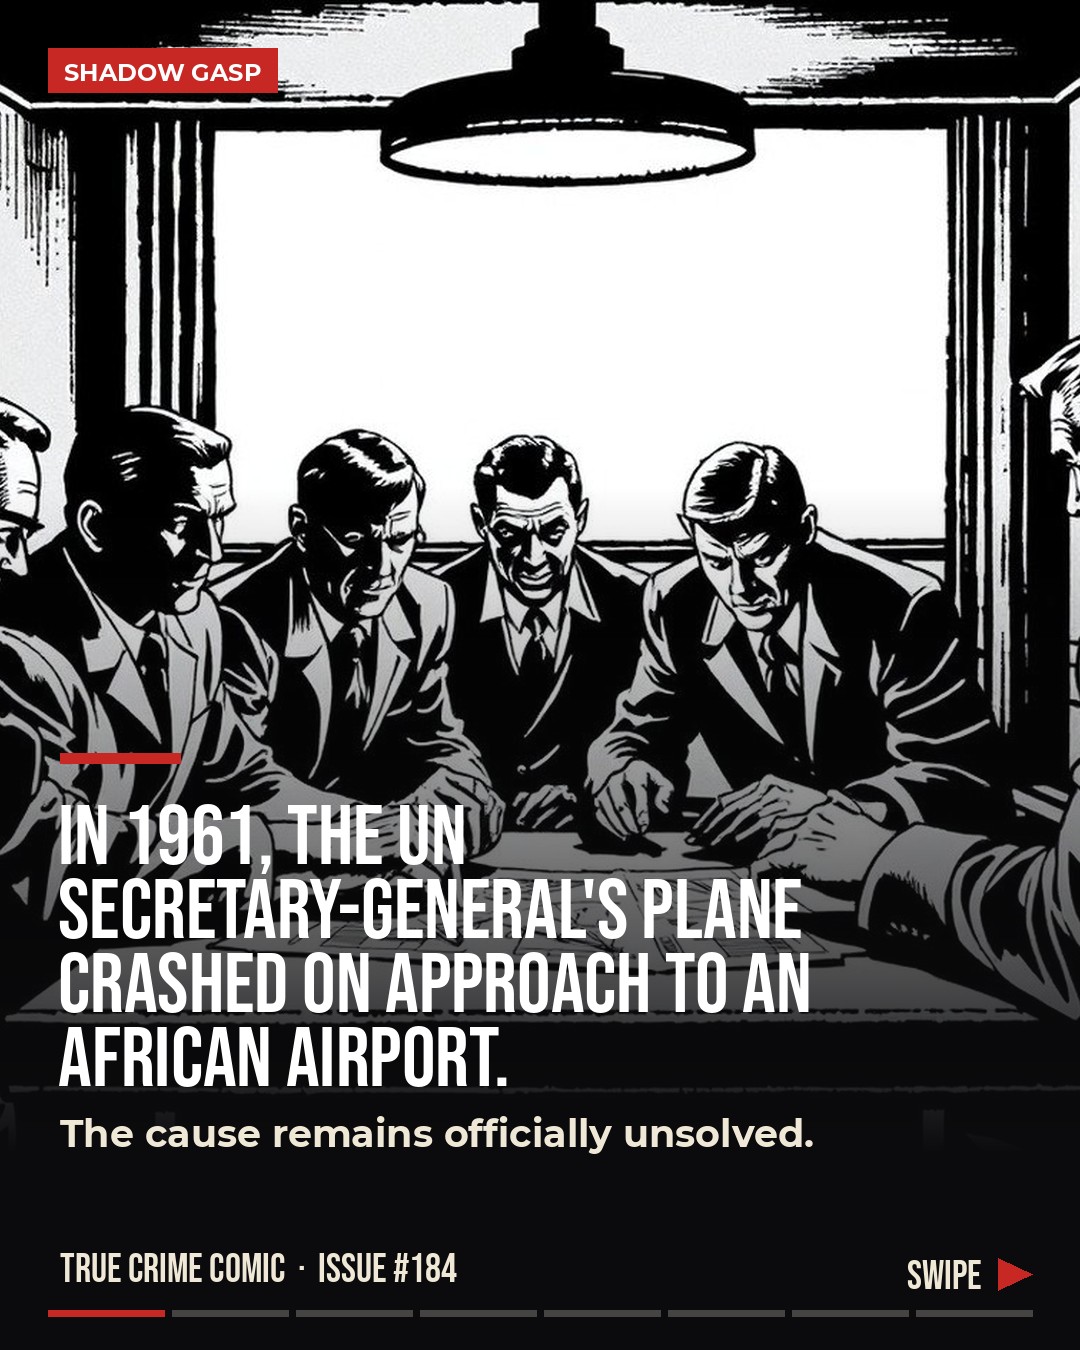 SHADOW GASP
IN 1961, THE UN
SECRETARY-GENERAL'S PLANE
CRASHED ON APPROACH TO AN
AFRICAN AIRPORT.
The cause remains officially unsolved.
TRUE CRIME COMIC · ISSUE #184
SWIPE